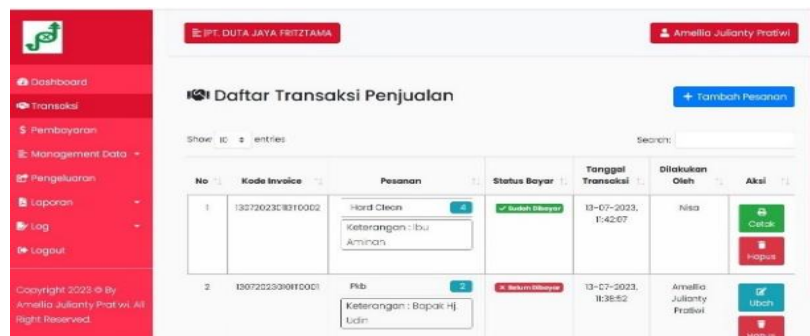 PT. DUTA JAYA FRITZTAMA
Amellia Julianty Pratiwi
Dashboard
Transaksi
$ Pembayaran
Management Data
Pengeluaran
Laporan
Log
Logout
Copyright 2023 © By
Amellia Julianty Pratiwi. All
Right Reserved.
Daftar Transaksi Penjualan
+ Tambah Pesanan
Show 10 entries
Search:
No Kode Invoice Pesanan Status Bayar Tanggal Transaksi Dilakukan Oleh Aksi
1 Hard Clean 4 Sudah Dibayar 13-07-2023, Nisa Cetak
Keterangan : Ibu 11:42:07 Hapus
Aminah
2 Pkb 2 Belum Dibayar 13-07-2023, Amellia Ubah
Keterangan : Bapak Hj. 11:38:52 Julianty Hapus
Udin Pratiwi